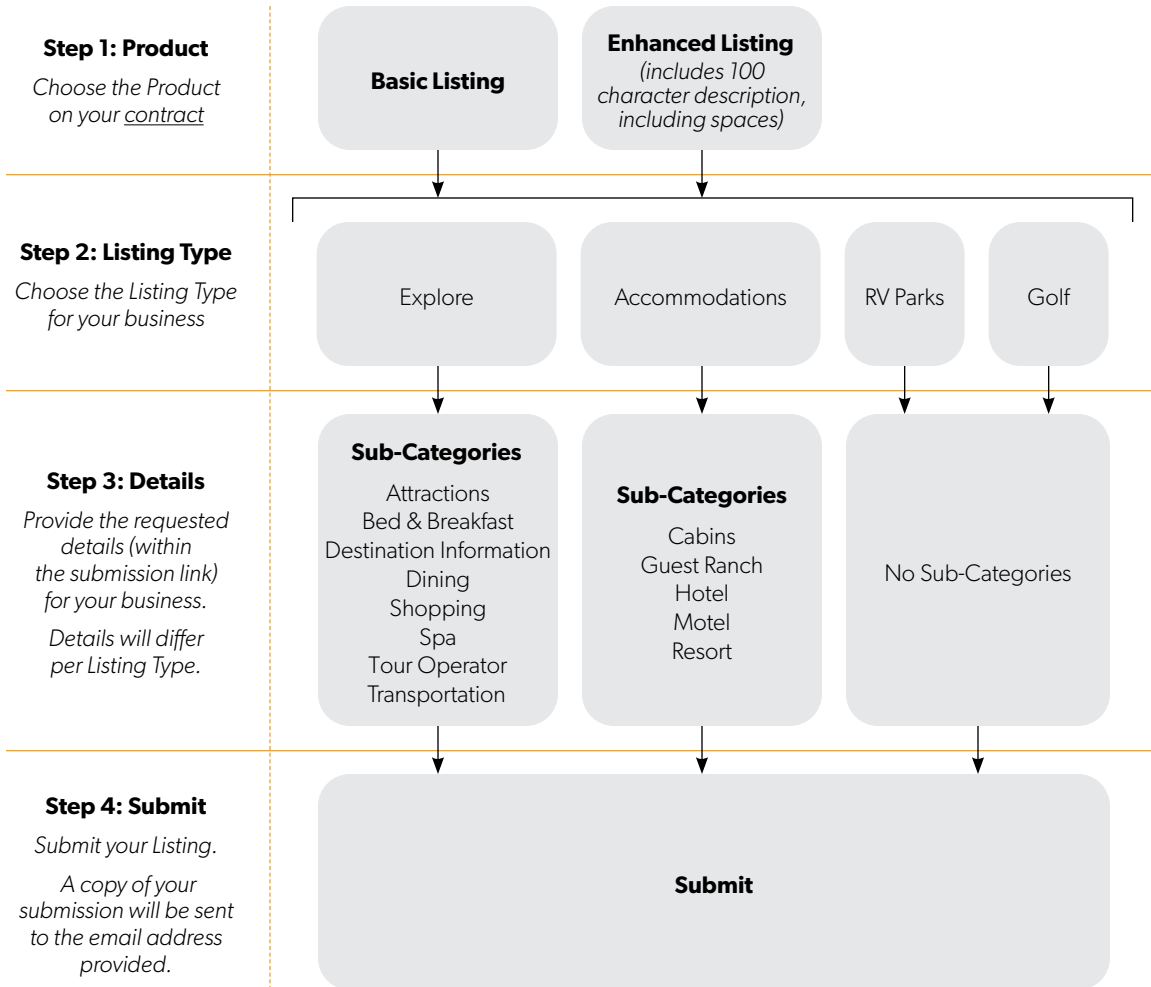 Step 1: Product
Choose the Product
on your contract
Basic Listing
Enhanced Listing
(includes 100
character description,
including spaces)
Step 2: Listing Type
Choose the Listing Type
for your business
Explore
Accommodations
RV Parks
Golf
Step 3: Details
Provide the requested
details (within
the submission link)
for your business.
Details will differ
per Listing Type.
Sub-Categories
Attractions
Bed & Breakfast
Destination Information
Dining
Shopping
Spa
Tour Operator
Transportation
Sub-Categories
Cabins
Guest Ranch
Hotel
Motel
Resort
No Sub-Categories
Step 4: Submit
Submit your Listing.
A copy of your
submission will be sent
to the email address
provided.
Submit